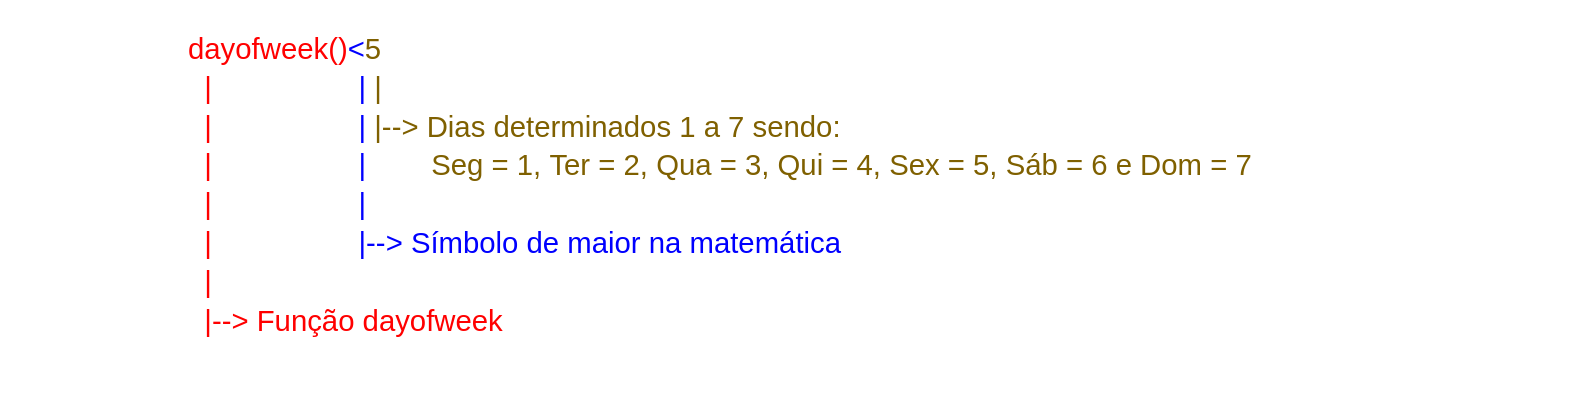 dayofweek()<5
| | |
| | |--> Dias determinados 1 a 7 sendo:
| | Seg = 1, Ter = 2, Qua = 3, Qui = 4, Sex = 5, Sáb = 6 e Dom = 7
| |
| |--> Símbolo de maior na matemática
|
|--> Função dayofweek